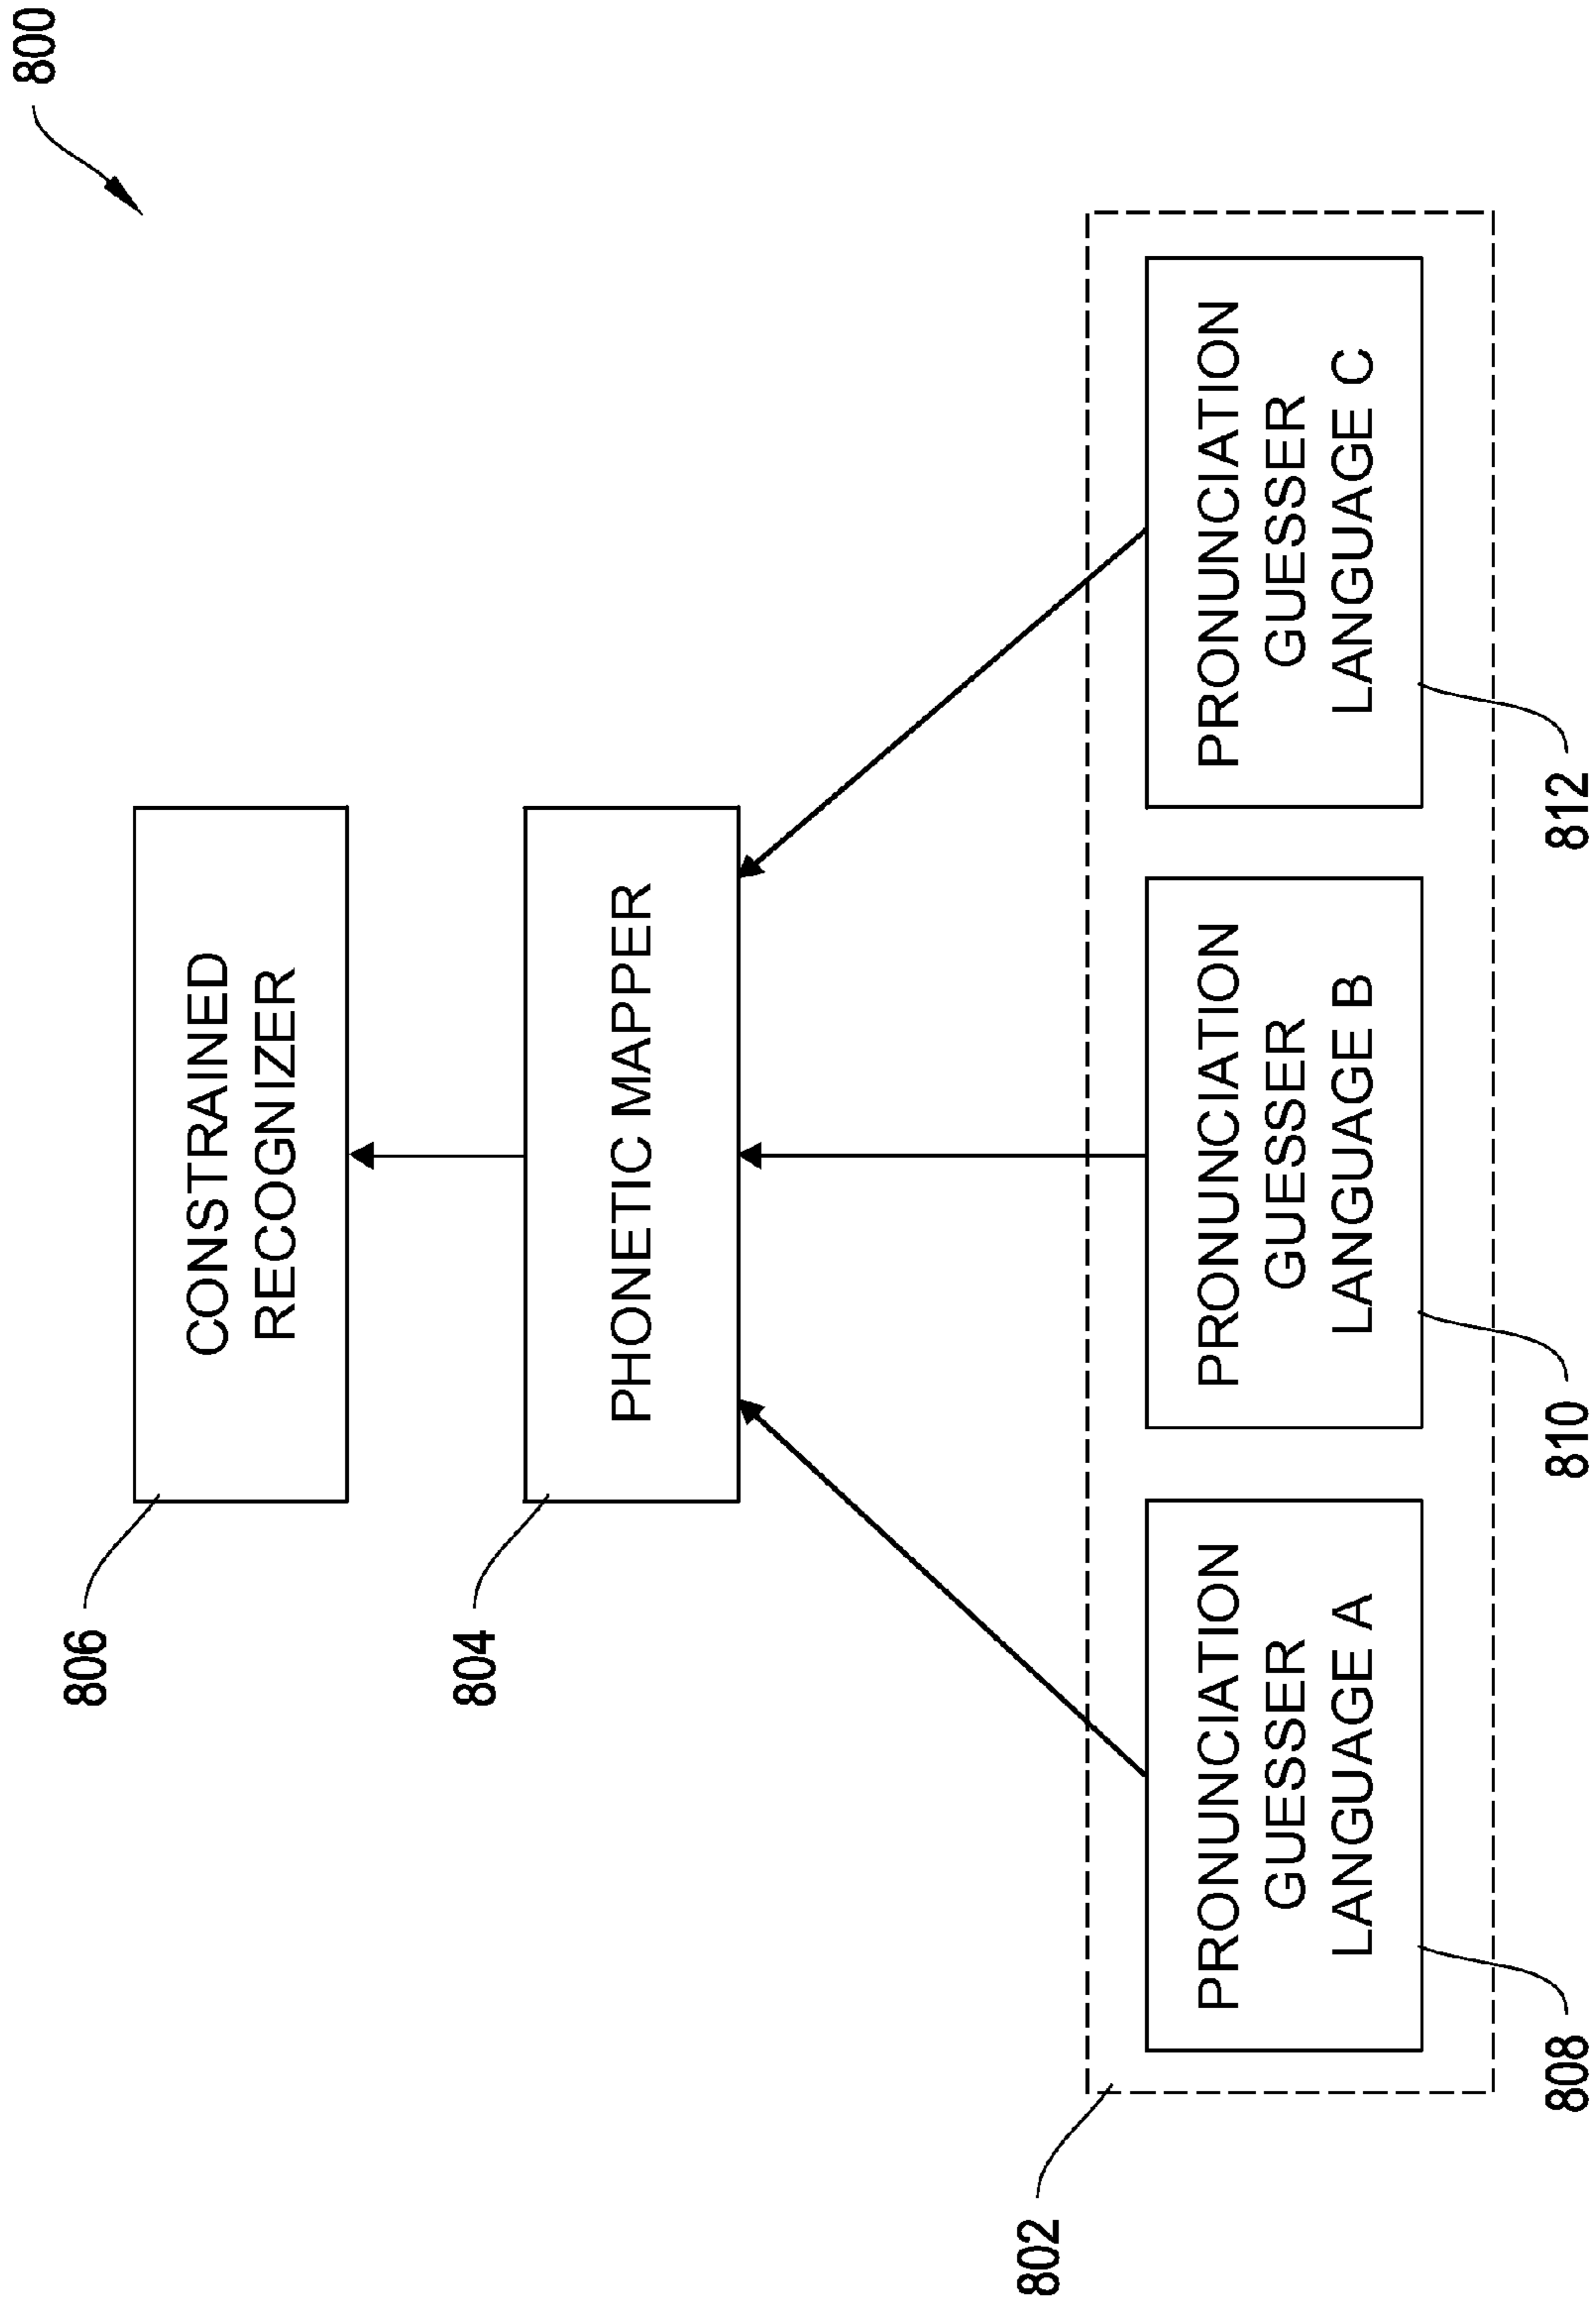 800
806
CONSTRAINED
RECOGNIZER
804
PHONETIC MAPPER
802
PRONUNCIATION
GUESSER
LANGUAGE A
PRONUNCIATION
GUESSER
LANGUAGE B
PRONUNCIATION
GUESSER
LANGUAGE C
808
810
812